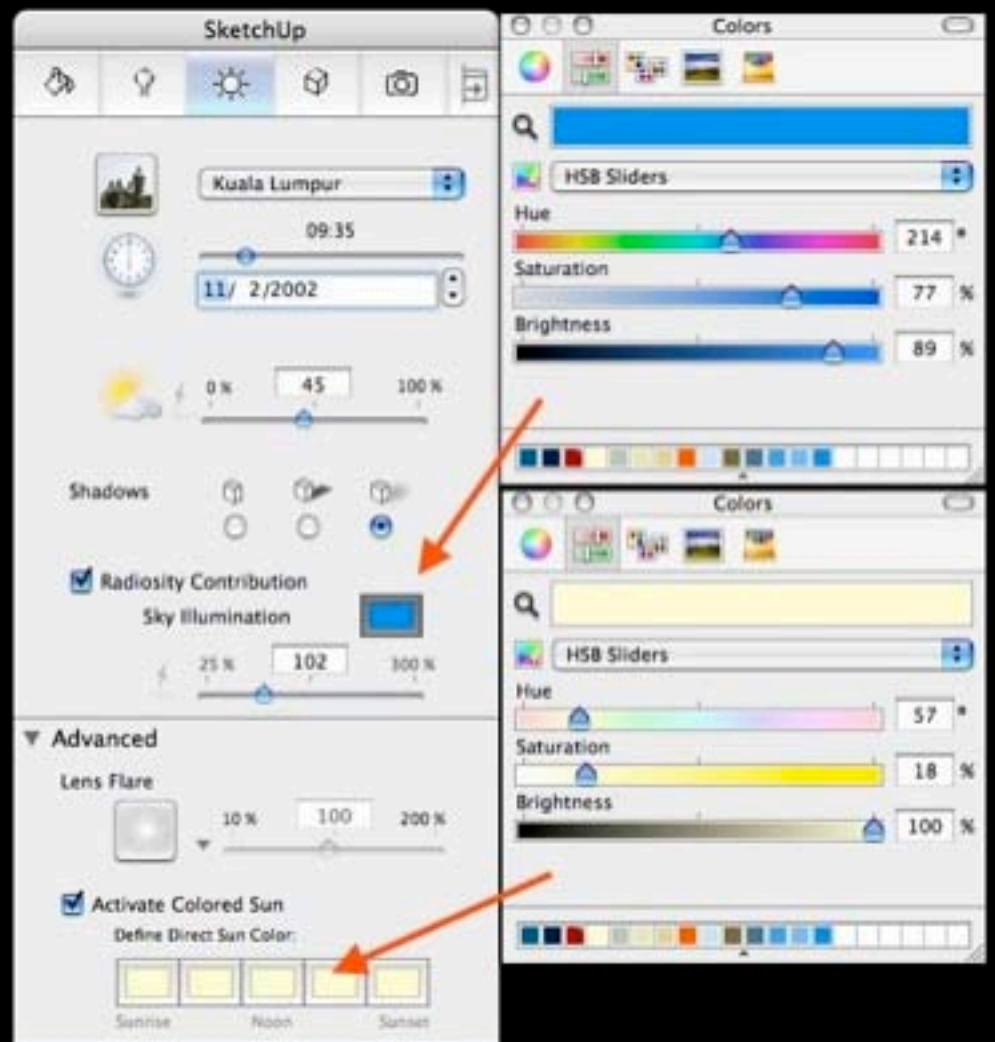 SketchUp
Kuala Lumpur
09:35
11/ 2/2002
0 % 45 100 %
Shadows
Radiosity Contribution
Sky Illumination
25 % 102 300 %
Advanced
Lens Flare
10 % 100 200 %
Activate Colored Sun
Define Direct Sun Color:
Sunrise Noon Sunset
Colors
HSB Sliders
Hue
214 °
Saturation
77 %
Brightness
89 %
Colors
HSB Sliders
Hue
57 °
Saturation
18 %
Brightness
100 %